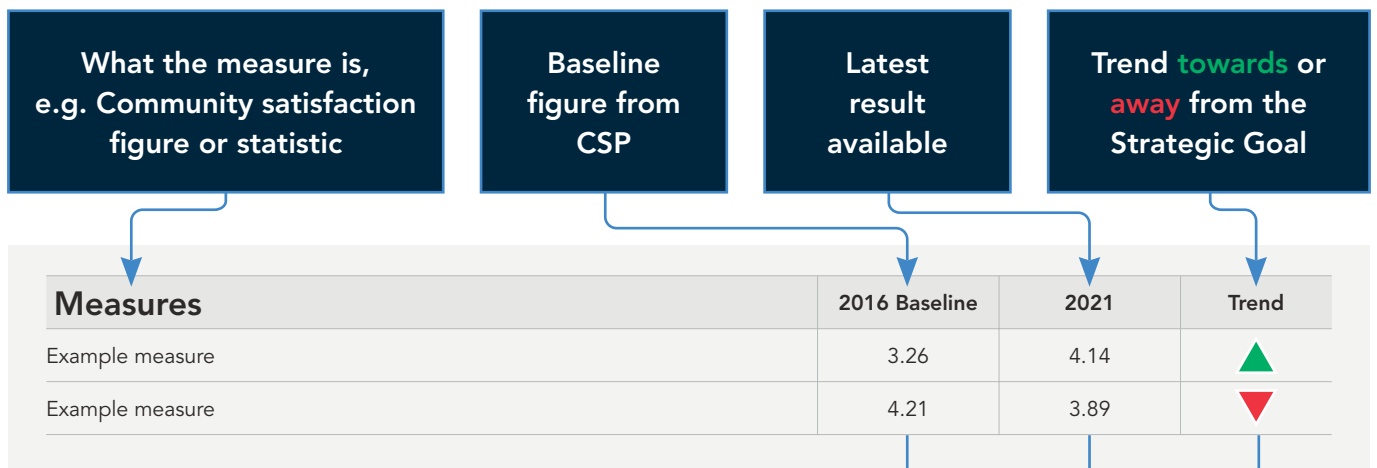 What the measure is,
e.g. Community satisfaction
figure or statistic
Baseline
figure from
CSP
Latest
result
available
Trend towards or
away from the
Strategic Goal
Measures 2016 Baseline 2021 Trend
Example measure 3.26 4.14
Example measure 4.21 3.89